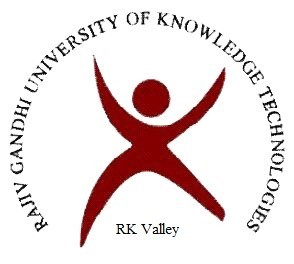 RAJIV GANDHI UNIVERSITY OF KNOWLEDGE TECHNOLOGIES
RK Valley